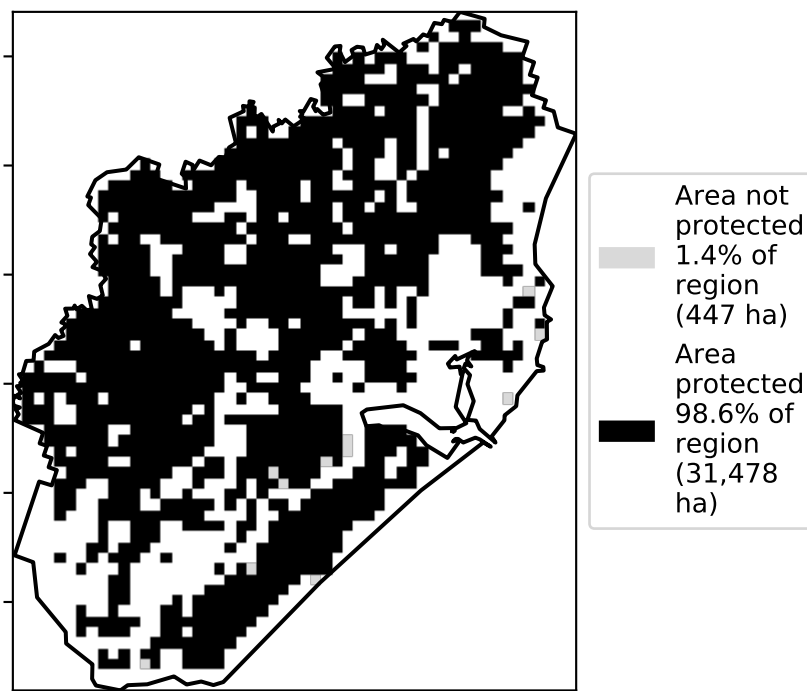 Area not
protected
1.4% of
region
(447 ha)
Area
protected
98.6% of
region
(31,478
ha)